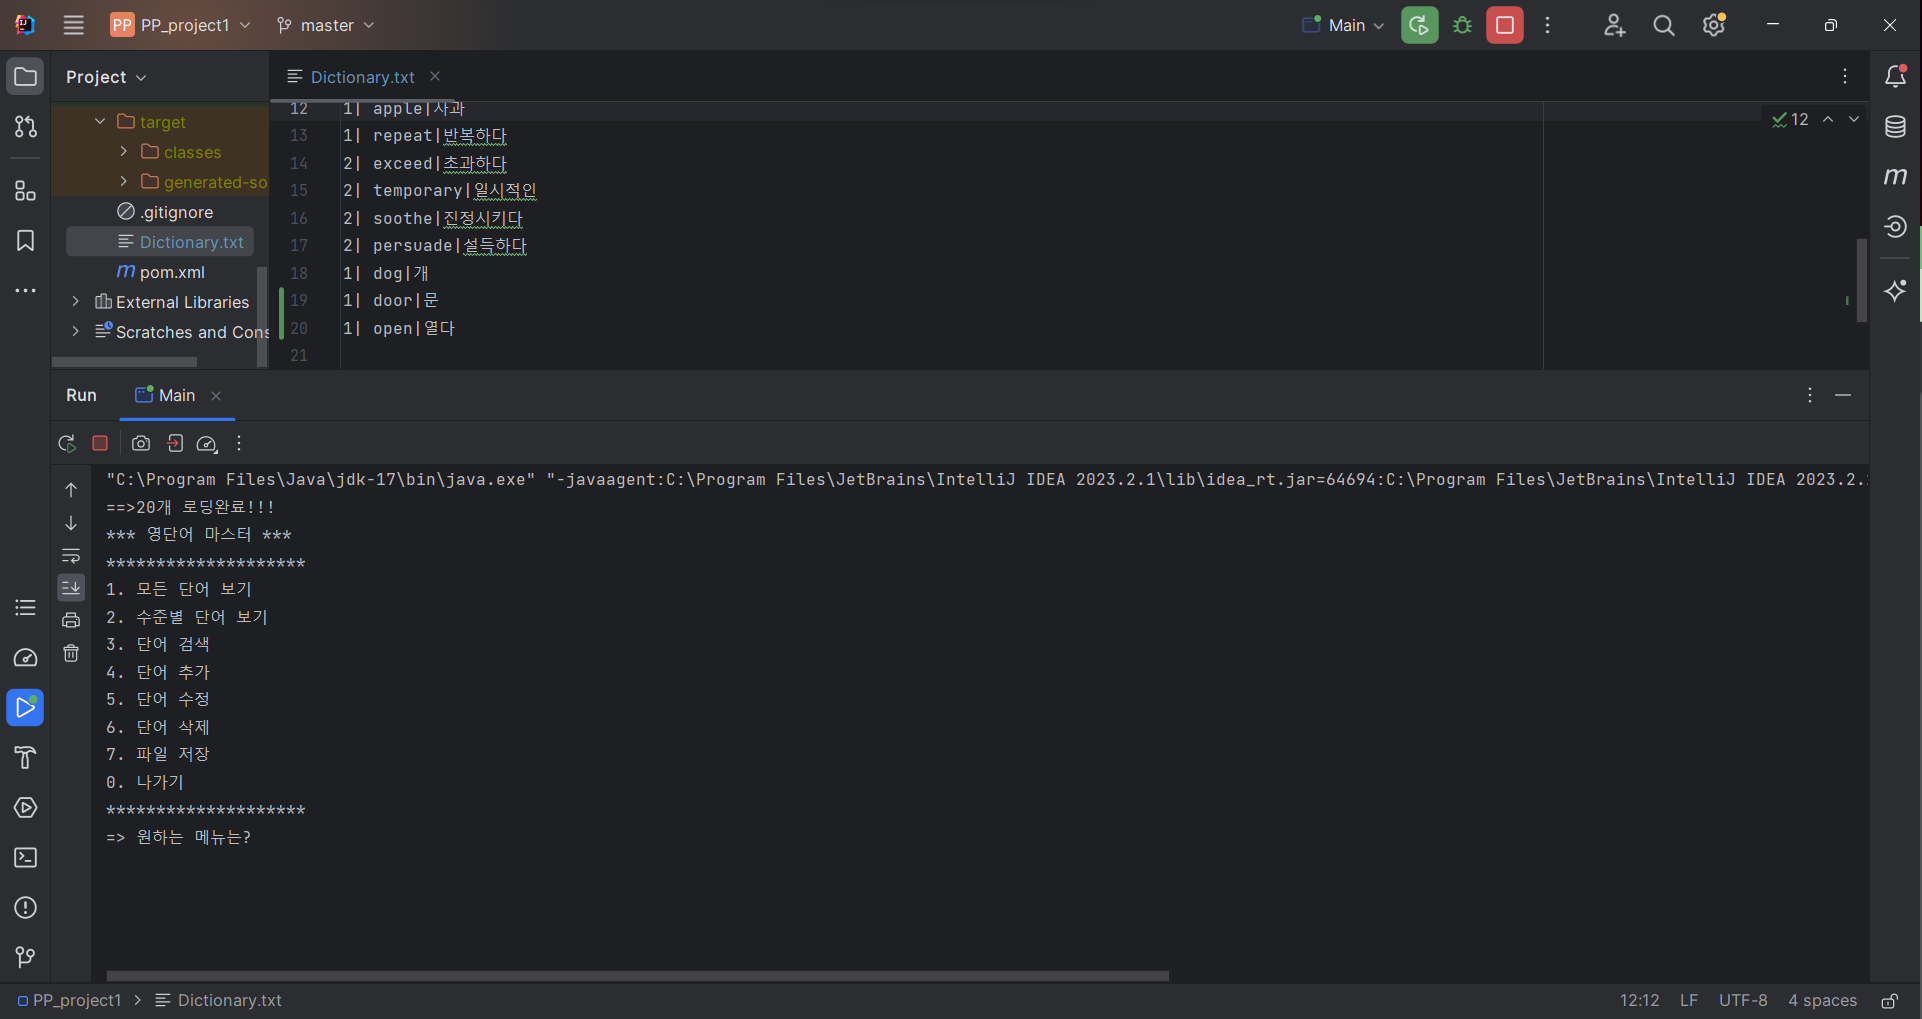 PP PP_project1 master Main
Project
Dictionary.txt
target
classes
generated-so
.gitignore
Dictionary.txt
pom.xml
External Libraries
Scratches and Cons
12 1| apple|사과
13 1| repeat|반복하다
14 2| exceed|초과하다
15 2| temporary|일시적인
16 2| soothe|진정시키다
17 2| persuade|설득하다
18 1| dog|개
19 1| door|문
20 1| open|열다
21
12
Run Main
"C:\Program Files\Java\jdk-17\bin\java.exe" "-javaagent:C:\Program Files\JetBrains\IntelliJ IDEA 2023.2.1\lib\idea_rt.jar=64694:C:\Program Files\JetBrains\IntelliJ IDEA 2023.2.
==>20개 로딩완료!!!
*** 영단어 마스터 ***
********************
1. 모든 단어 보기
2. 수준별 단어 보기
3. 단어 검색
4. 단어 추가
5. 단어 수정
6. 단어 삭제
7. 파일 저장
0. 나가기
********************
=> 원하는 메뉴는?
PP_project1 > Dictionary.txt
12:12 LF UTF-8 4 spaces